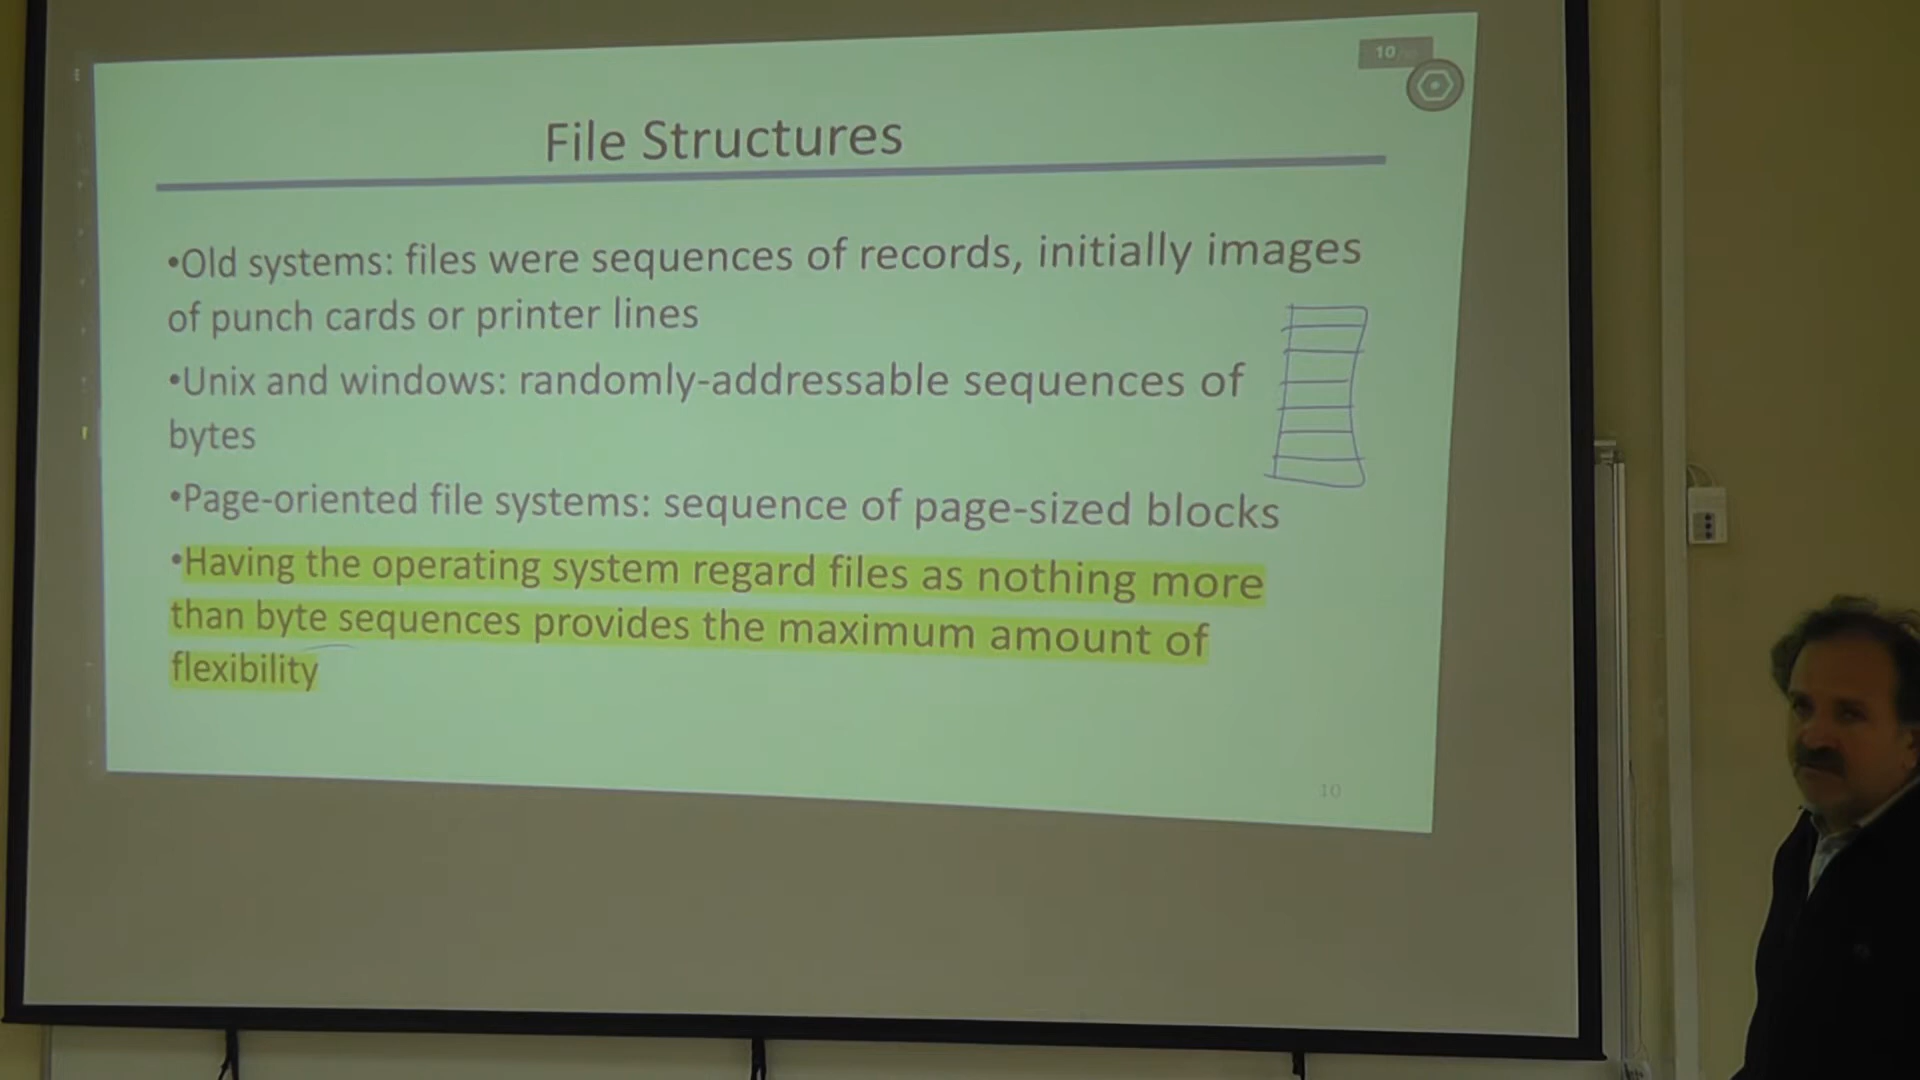 10
File Structures
•Old systems: files were sequences of records, initially images
of punch cards or printer lines
•Unix and windows: randomly-addressable sequences of
bytes
•Page-oriented file systems: sequence of page-sized blocks
•Having the operating system regard files as nothing more
than byte sequences provides the maximum amount of
flexibility
10